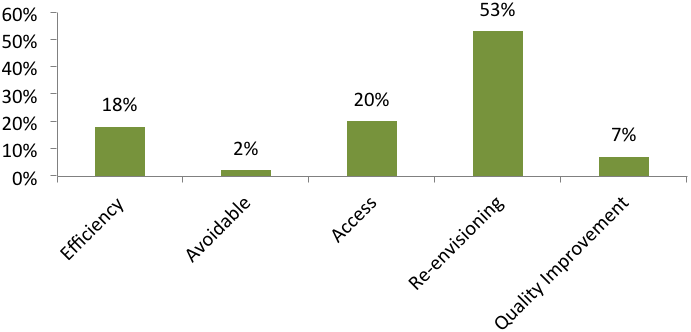 60%
50%
40%
30%
20%
10%
0%
18%
2%
20%
53%
7%
Efficiency
Avoidable
Access
Re-envisioning
Quality Improvement